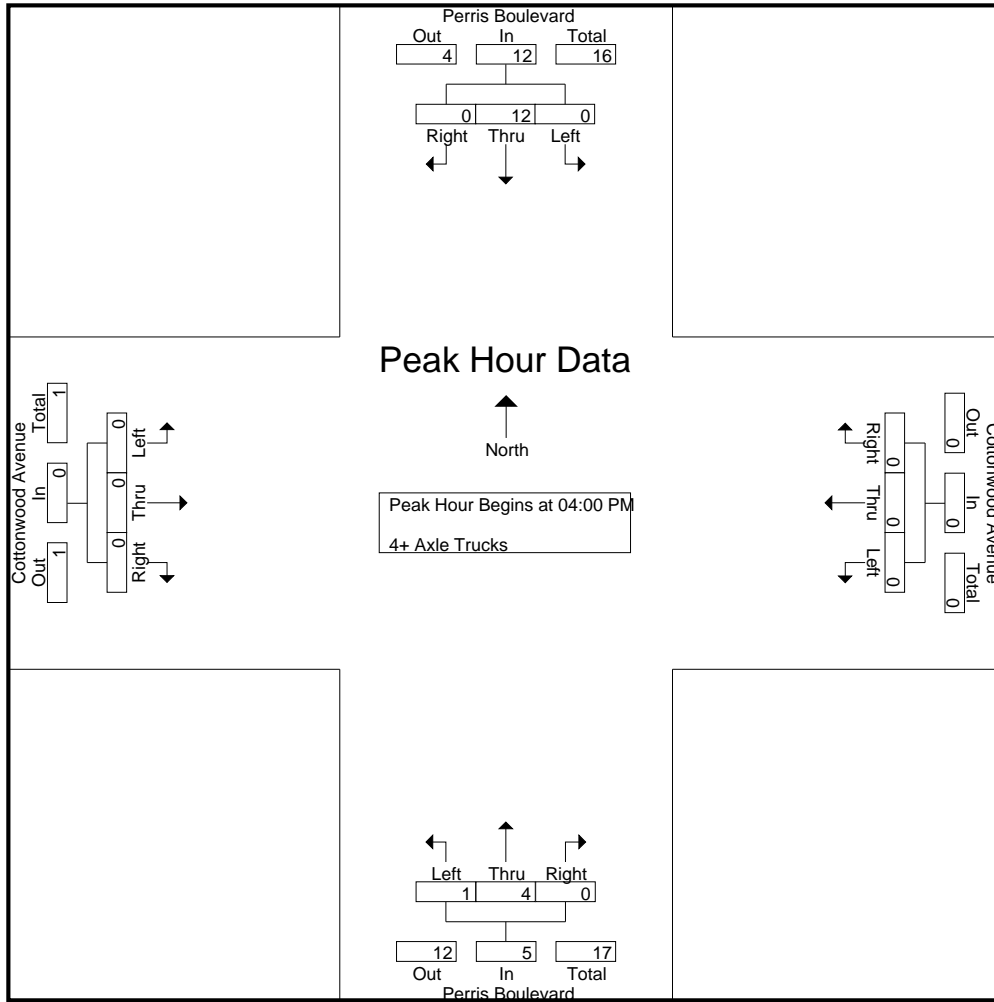 Perris Boulevard
Out In Total
4 12 16
0 12 0
Right Thru Left
Peak Hour Data
North
Peak Hour Begins at 04:00 PM
4+ Axle Trucks
Cottonwood Avenue
Out In Total
1 0 1
0 0 0
Right Thru Left
Cottonwood Avenue
Out In Total
0 0 0
0 0 0
Right Thru Left
Left Thru Right
1 4 0
12 5 17
Out In Total
Perris Boulevard